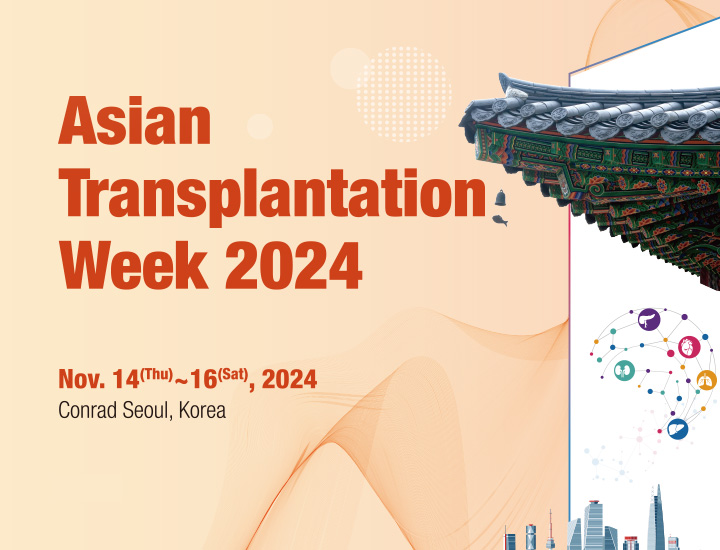 Asian
Transplantation
Week 2024
Nov. 14(Thu)~16(Sat), 2024
Conrad Seoul, Korea